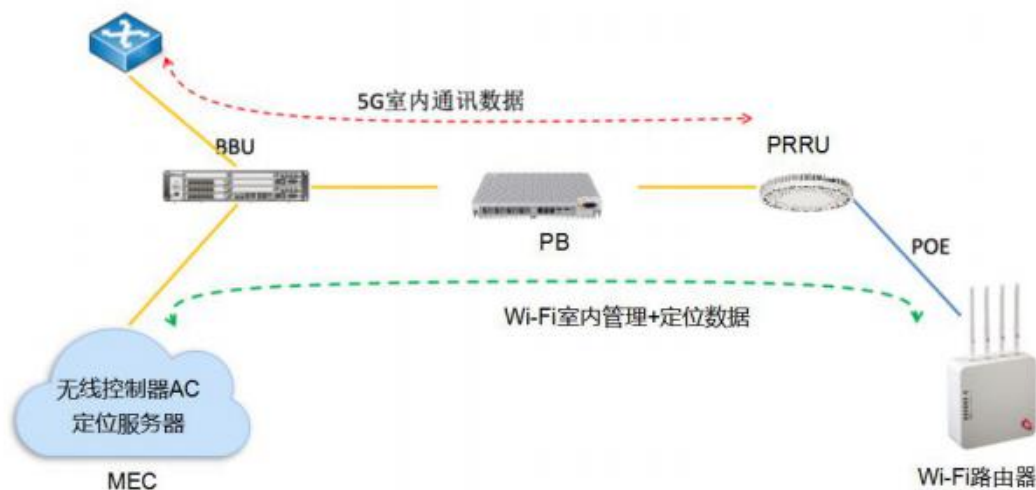 5G室内通讯数据
BBU
PRRU
PB
POE
Wi-Fi室内管理+定位数据
无线控制器AC
定位服务器
MEC
Wi-Fi路由器